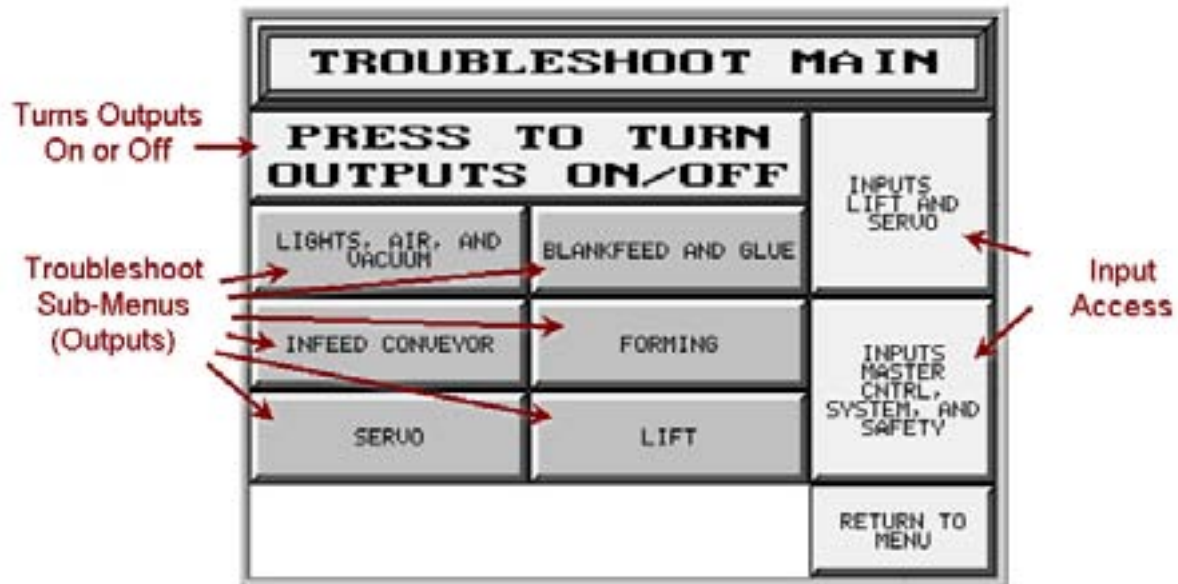 TROUBLESHOOT MAIN
Turns Outputs
On or Off
PRESS TO TURN
OUTPUTS ON/OFF
INPUTS
LIFT AND
SERVO
LIGHTS, AIR, AND
VACUUM
BLANKFEED AND GLUE
Troubleshoot
Sub-Menus
(Outputs)
Input
Access
INFEED CONVEYOR
FORMING
INPUTS
MASTER
CNTRL,
SYSTEM, AND
SAFETY
SERVO
LIFT
RETURN TO
MENU